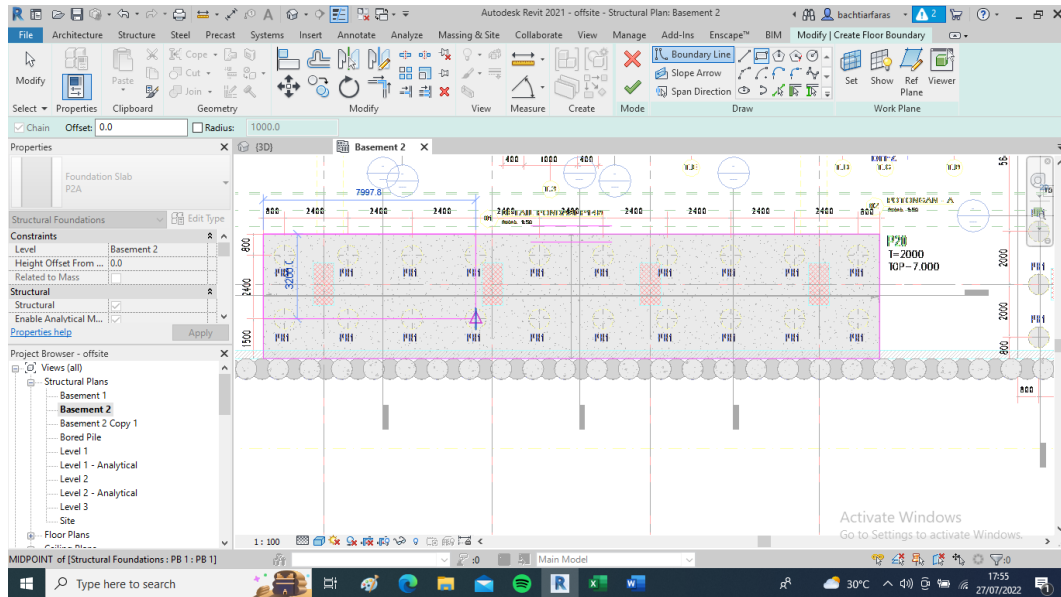 Autodesk Revit 2021 - offsite - Structural Plan: Basement 2
bachtiarfaras
2
File Architecture Structure Steel Precast Systems Insert Annotate Analyze Massing & Site Collaborate View Manage Add-Ins Enscape™ BIM Modify | Create Floor Boundary
Modify
Paste
Cope
Cut
Join
Boundary Line
Slope Arrow
Span Direction
Set Show Ref Plane Viewer
Select Properties Clipboard Geometry Modify View Measure Create Mode Draw Work Plane
Chain Offset: 0.0 Radius: 1000.0
Properties
{3D} Basement 2
Foundation Slab
P2A
Structural Foundations Edit Type
Constraints
Level Basement 2
Height Offset From ... 0.0
Related to Mass
Structural
Structural
Enable Analytical M...
Properties help Apply
Project Browser - offsite
Views (all)
Structural Plans
Basement 1
Basement 2
Basement 2 Copy 1
Bored Pile
Level 1
Level 1 - Analytical
Level 2
Level 2 - Analytical
Level 3
Site
Floor Plans
400 1000 400
7997.8
800 2400 2400 2400 2400 2400 2400 2400 800
POTONGAN A
800
2400
1500
3200.0
T=2000
TOP-7.000
2000
2000
800
800
1 : 100
Activate Windows
Go to Settings to activate Windows.
MIDPOINT of [Structural Foundations : PB 1 : PB 1]
:0 Main Model :0
Type here to search
30°C
17:55
27/07/2022